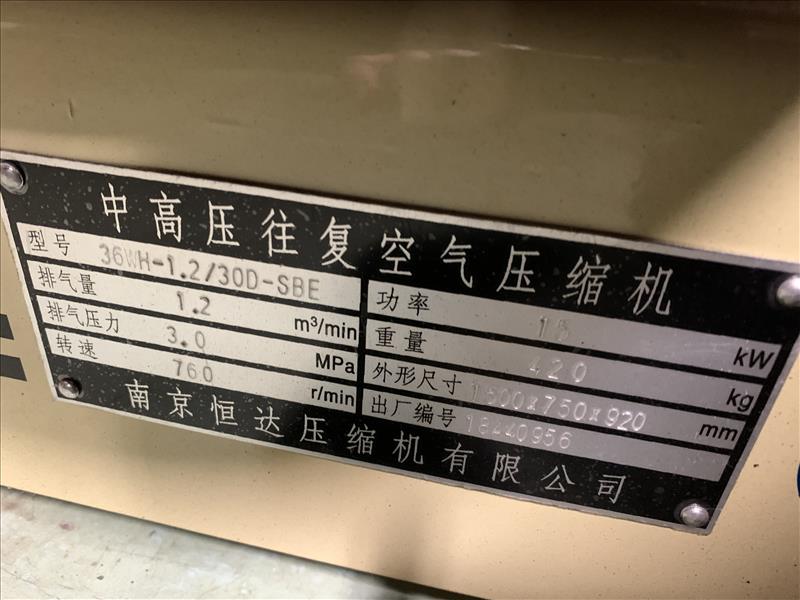 中高压往复空气压缩机
型号 36WH-1.2/30D-SBE
排气量 1.2 m³/min
排气压力 3.0 MPa
转速 760 r/min
功率 15 kW
重量 420 kg
外形尺寸 1500x750x920 mm
出厂编号 18440956
南京恒达压缩机有限公司